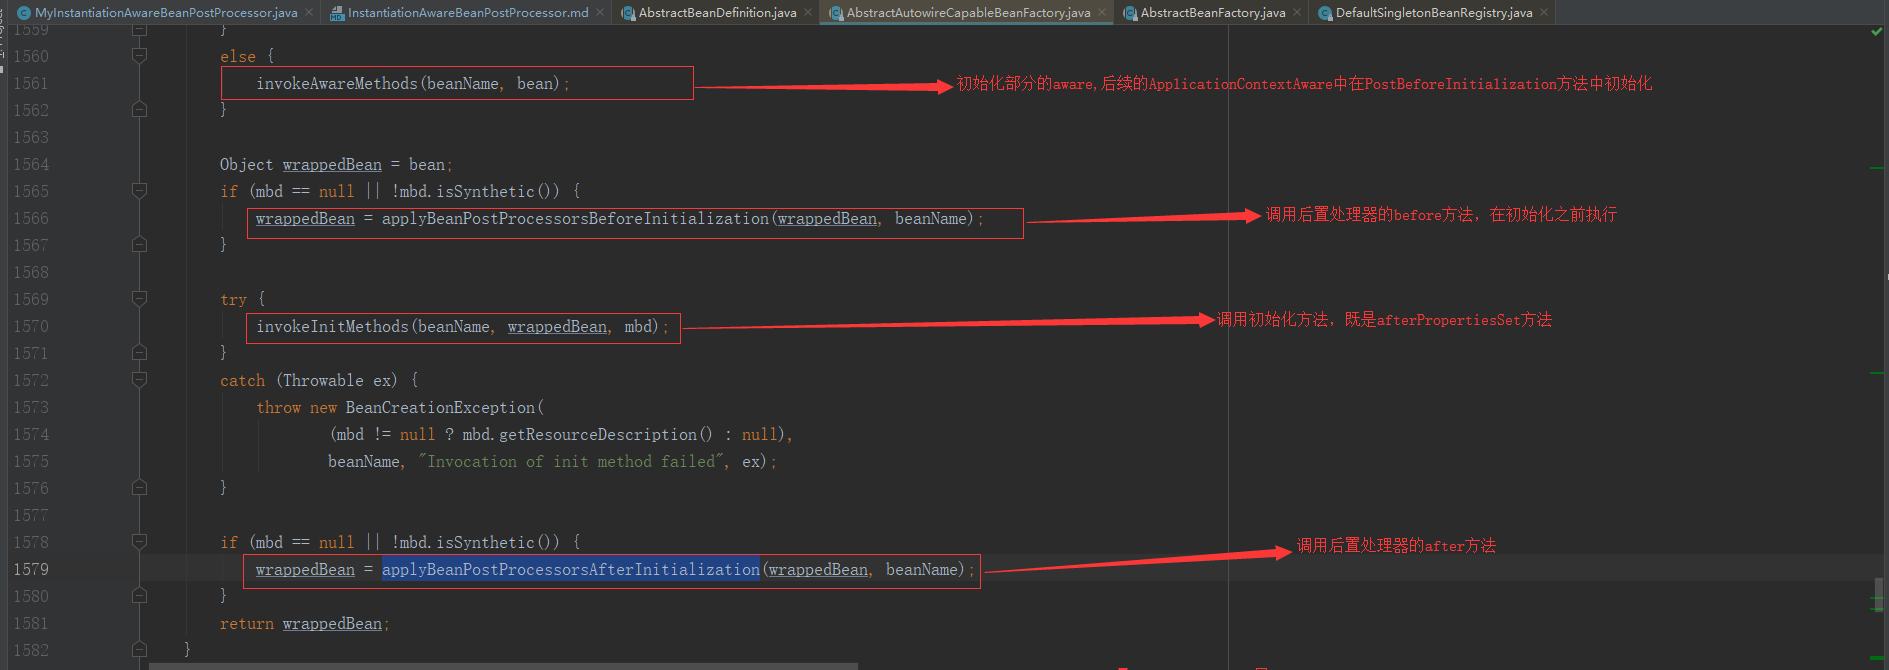 MyInstantiationAwareBeanPostProcessor.java InstantiationAwareBeanPostProcessor.md AbstractBeanDefinition.java AbstractAutowireCapableBeanFactory.java AbstractBeanFactory.java DefaultSingletonBeanRegistry.java
1559 }
1560 else {
1561 invokeAwareMethods(beanName, bean); 初始化部分的aware,后续的ApplicationContextAware中在PostBeforeInitialization方法中初始化
1562 }
1563
1564 Object wrappedBean = bean;
1565 if (mbd == null || !mbd.isSynthetic()) {
1566 wrappedBean = applyBeanPostProcessorsBeforeInitialization(wrappedBean, beanName); 调用后置处理器的before方法，在初始化之前执行
1567 }
1568
1569 try {
1570 invokeInitMethods(beanName, wrappedBean, mbd); 调用初始化方法，既是afterPropertiesSet方法
1571 }
1572 catch (Throwable ex) {
1573 throw new BeanCreationException(
1574 (mbd != null ? mbd.getResourceDescription() : null),
1575 beanName, "Invocation of init method failed", ex);
1576 }
1577
1578 if (mbd == null || !mbd.isSynthetic()) {
1579 wrappedBean = applyBeanPostProcessorsAfterInitialization(wrappedBean, beanName); 调用后置处理器的after方法
1580 }
1581 return wrappedBean;
1582 }